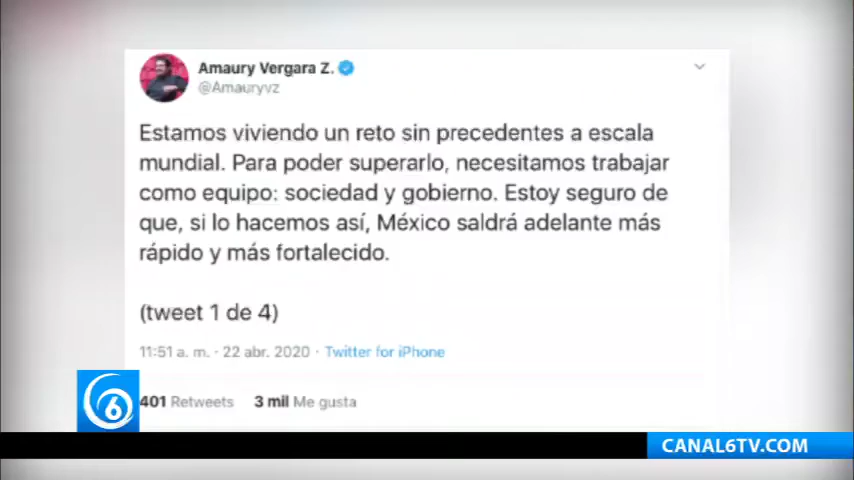 Amaury Vergara Z.
@Amauryvz
Estamos viviendo un reto sin precedentes a escala
mundial. Para poder superarlo, necesitamos trabajar
como equipo: sociedad y gobierno. Estoy seguro de
que, si lo hacemos así, México saldrá adelante más
rápido y más fortalecido.
(tweet 1 de 4)
11:51 a. m. · 22 abr. 2020 · Twitter for iPhone
401 Retweets 3 mil Me gusta
6
CANAL6TV.COM